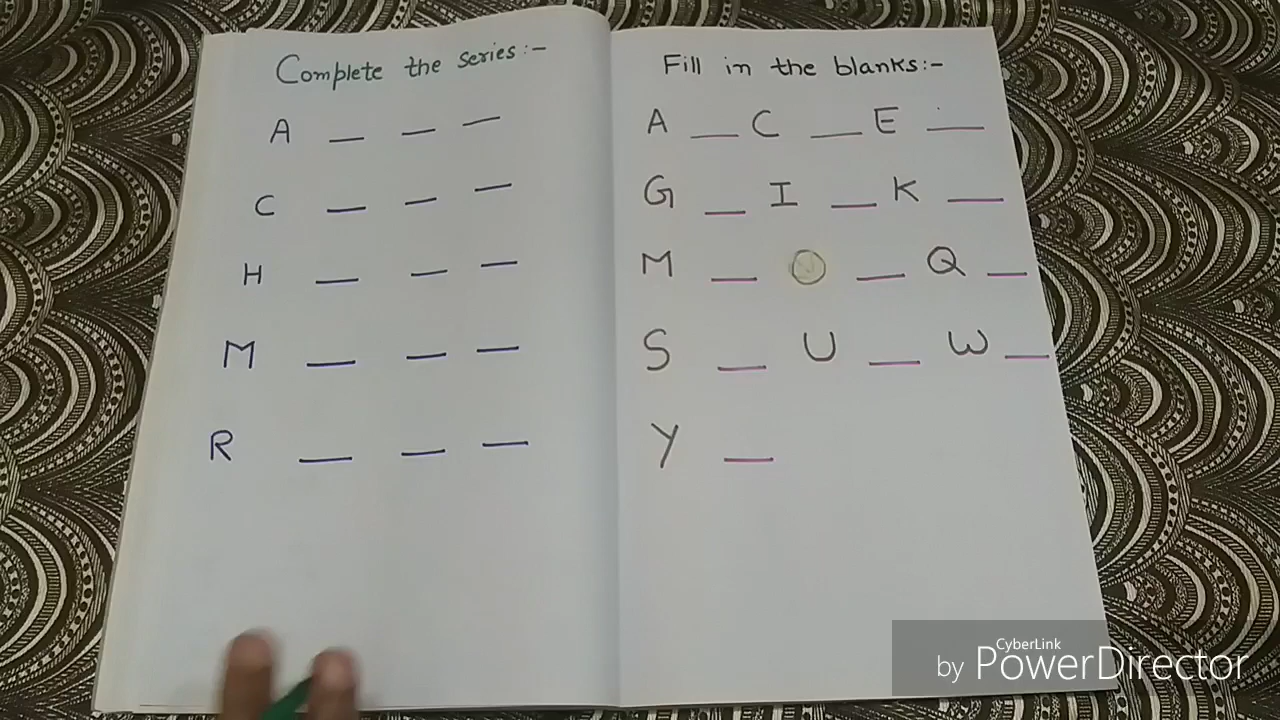 Complete the series:-
A _ _ _
C _ _ _
H _ _ _
M _ _ _
R _ _ _
Fill in the blanks:-
A _ C _ E _
G _ I _ K _
M _ O _ Q _
S _ U _ W _
Y _
CyberLink
by PowerDirector